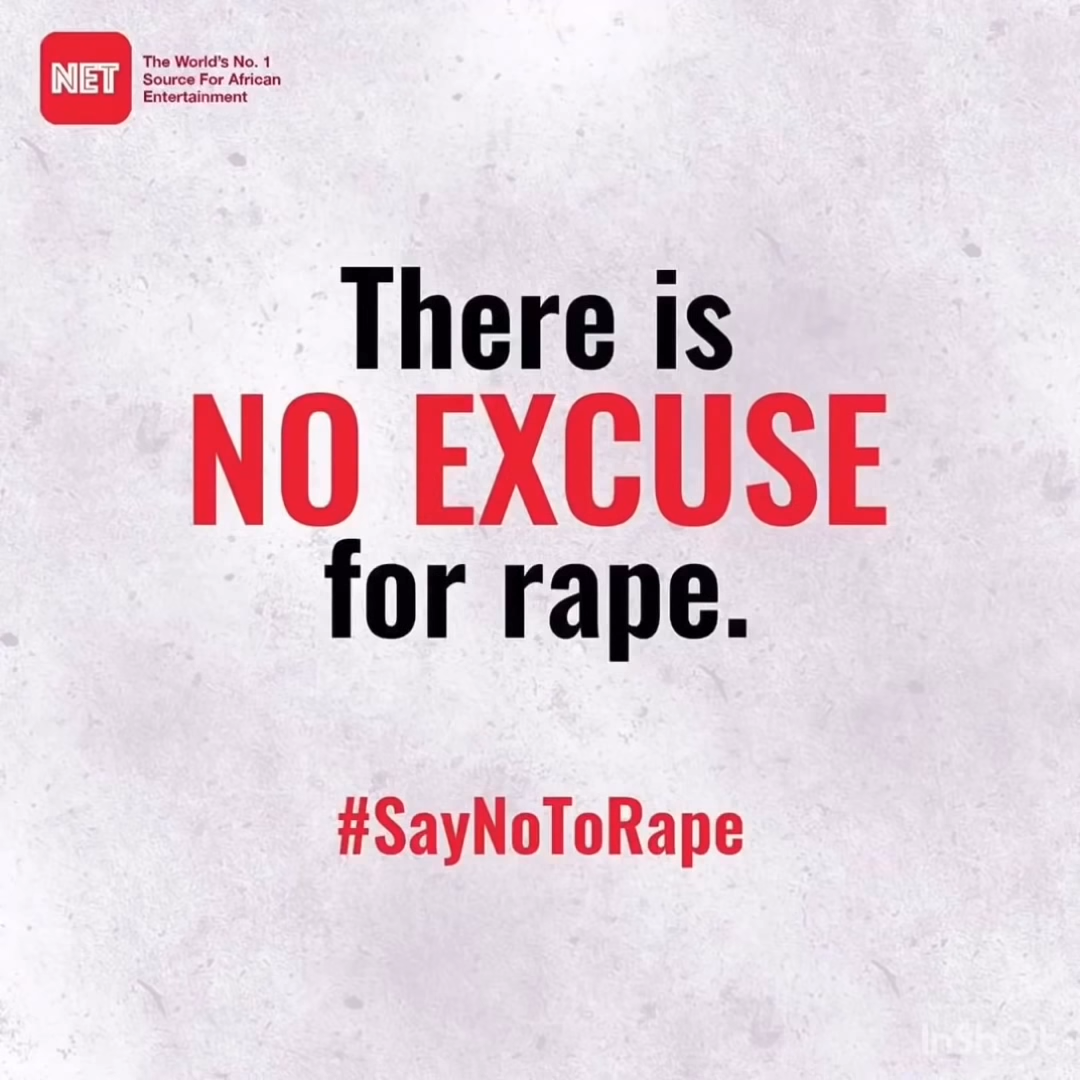 NET
The World's No. 1
Source For African
Entertainment
There is
NO EXCUSE
for rape.
#SayNoToRape
InShOt